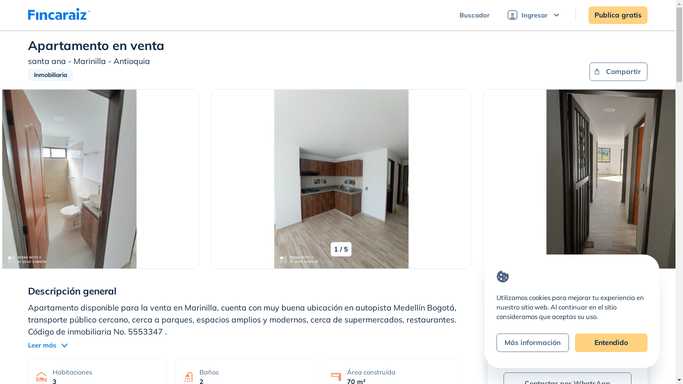 Fincaraiz
Buscador
Ingresar
Publica gratis
Apartamento en venta
santa ana - Marinilla - Antioquia
Inmobiliaria
Compartir
1 / 5
Descripción general
Apartamento disponible para la venta en Marinilla, cuenta con muy buena ubicación en autopista Medellín Bogotá,
transporte público cercano, cerca a parques, espacios amplios y modernos, cerca de supermercados, restaurantes.
Código de inmobiliaria No. 5553347 .
Leer más
Habitaciones
3
Baños
2
Área construida
70 m²
Utilizamos cookies para mejorar tu experiencia en
nuestro sitio web. Al continuar en el sitio
consideramos que aceptas su uso.
Más información
Entendido
Contactar por WhatsApp